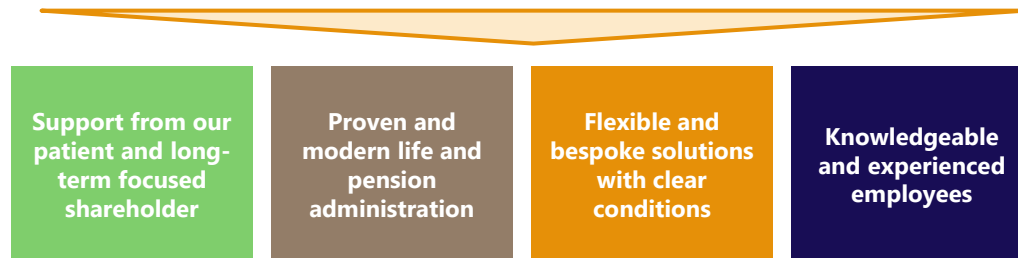 Support from our
patient and long-
term focused
shareholder
Proven and
modern life and
pension
administration
Flexible and
bespoke solutions
with clear
conditions
Knowledgeable
and experienced
employees